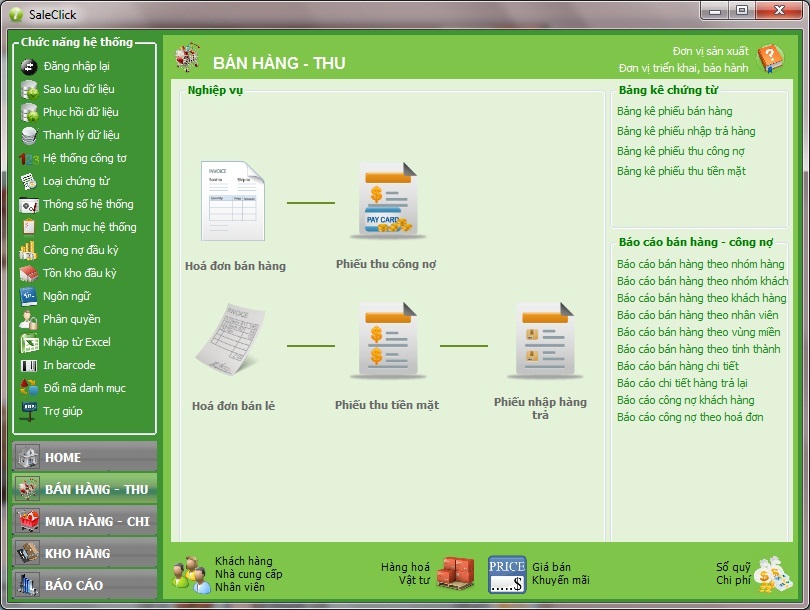 SaleClick
Chức năng hệ thống
Đăng nhập lại
Sao lưu dữ liệu
Phục hồi dữ liệu
Thanh lý dữ liệu
Hệ thống công tơ
Loại chứng từ
Thông số hệ thống
Danh mục hệ thống
Công nợ đầu kỳ
Tồn kho đầu kỳ
Ngôn ngữ
Phân quyền
Nhập từ Excel
In barcode
Đổi mã danh mục
Trợ giúp
HOME
BÁN HÀNG - THU
MUA HÀNG - CHI
KHO HÀNG
BÁO CÁO
BÁN HÀNG - THU
Đơn vị sản xuất
Đơn vị triển khai, bảo hành
Nghiệp vụ
INVOICE
PAY CARD
Hoá đơn bán hàng
Phiếu thu công nợ
INVOICE
Hoá đơn bán lẻ
Phiếu thu tiền mặt
Phiếu nhập hàng
trả
Bảng kê chứng từ
Bảng kê phiếu bán hàng
Bảng kê phiếu nhập trả hàng
Bảng kê phiếu thu công nợ
Bảng kê phiếu thu tiền mặt
Báo cáo bán hàng - công nợ
Báo cáo bán hàng theo nhóm hàng
Báo cáo bán hàng theo nhóm khách
Báo cáo bán hàng theo khách hàng
Báo cáo bán hàng theo nhân viên
Báo cáo bán hàng theo vùng miền
Báo cáo bán hàng theo tỉnh thành
Báo cáo bán hàng chi tiết
Báo cáo chi tiết hàng trả lại
Báo cáo công nợ khách hàng
Báo cáo công nợ theo hoá đơn
Khách hàng
Nhà cung cấp
Nhân viên
Hàng hoá
Vật tư
PRICE
....$
Giá bán
Khuyến mãi
Sổ quỹ
Chi phí